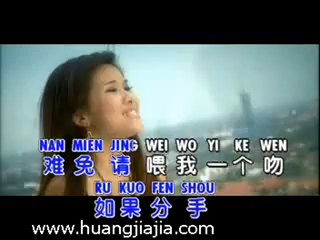 NAN MIEN JING WEI WO YI KE WEN
难免请喂我一个吻
RU KUO FEN SHOU
如果分手
www.huangjiajia.com